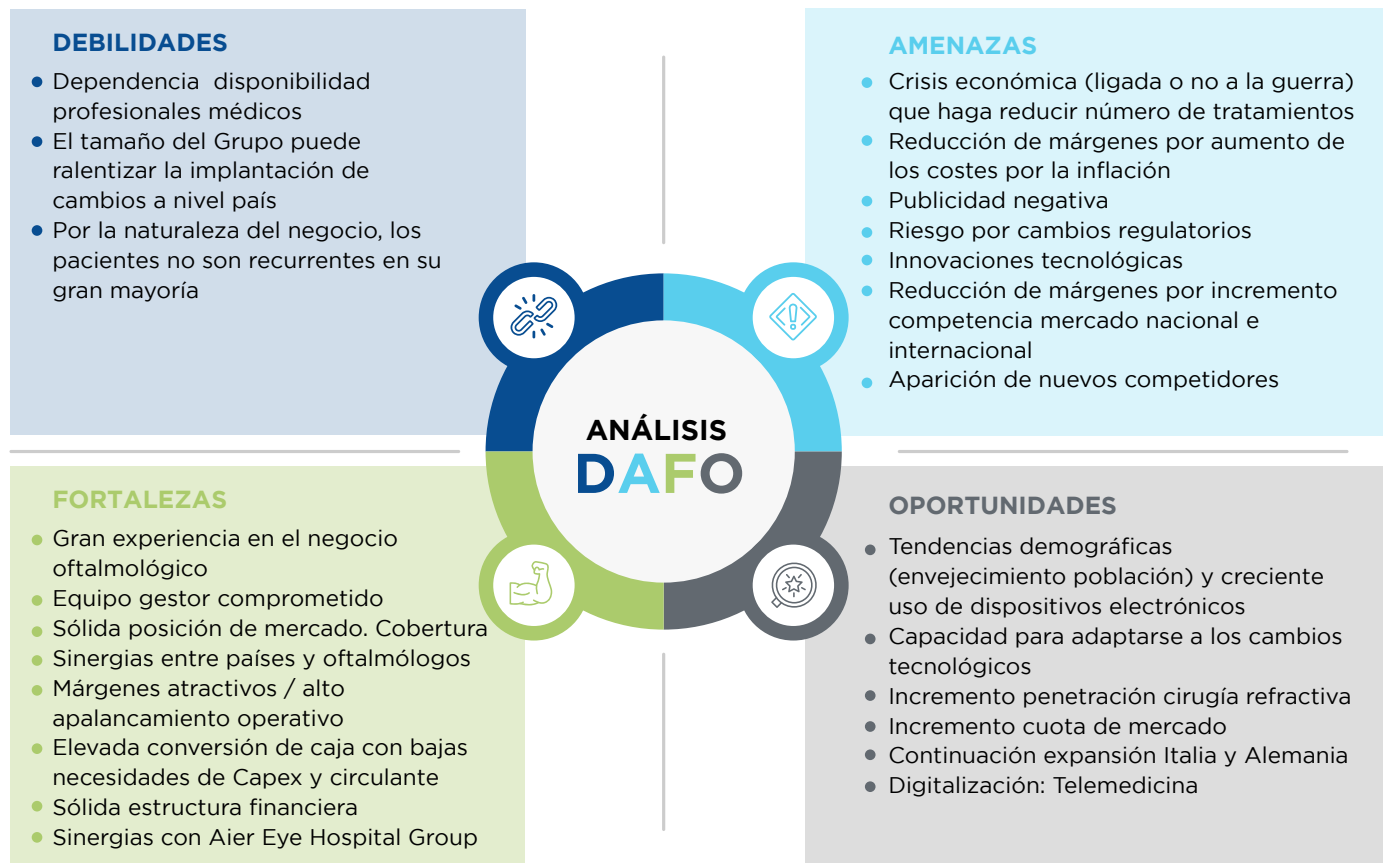 DEBILIDADES
Dependencia disponibilidad
profesionales médicos
El tamaño del Grupo puede
ralentizar la implantación de
cambios a nivel país
Por la naturaleza del negocio, los
pacientes no son recurrentes en su
gran mayoría
AMENAZAS
Crisis económica (ligada o no a la guerra)
que haga reducir número de tratamientos
Reducción de márgenes por aumento de
los costes por la inflación
Publicidad negativa
Riesgo por cambios regulatorios
Innovaciones tecnológicas
Reducción de márgenes por incremento
competencia mercado nacional e
internacional
Aparición de nuevos competidores
ANÁLISIS
DAFO
FORTALEZAS
Gran experiencia en el negocio
oftalmológico
Equipo gestor comprometido
Sólida posición de mercado. Cobertura
Sinergias entre países y oftalmólogos
Márgenes atractivos / alto
apalancamiento operativo
Elevada conversión de caja con bajas
necesidades de Capex y circulante
Sólida estructura financiera
Sinergias con Aier Eye Hospital Group
OPORTUNIDADES
Tendencias demográficas
(envejecimiento población) y creciente
uso de dispositivos electrónicos
Capacidad para adaptarse a los cambios
tecnológicos
Incremento penetración cirugía refractiva
Incremento cuota de mercado
Continuación expansión Italia y Alemania
Digitalización: Telemedicina